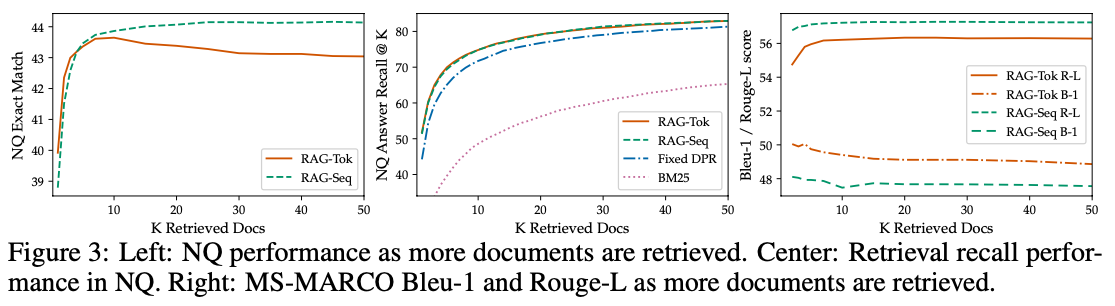 NQ Exact Match
44
43
42
41
40
39
10 20 30 40 50
K Retrieved Docs
RAG-Tok
RAG-Seq
NQ Answer Recall @ K
80
70
60
50
40
10 20 30 40 50
K Retrieved Docs
RAG-Tok
RAG-Seq
Fixed DPR
BM25
Bleu-1 / Rouge-L score
56
54
52
50
48
10 20 30 40 50
K Retrieved Docs
RAG-Tok R-L
RAG-Tok B-1
RAG-Seq R-L
RAG-Seq B-1
Figure 3: Left: NQ performance as more documents are retrieved. Center: Retrieval recall perfor-
mance in NQ. Right: MS-MARCO Bleu-1 and Rouge-L as more documents are retrieved.